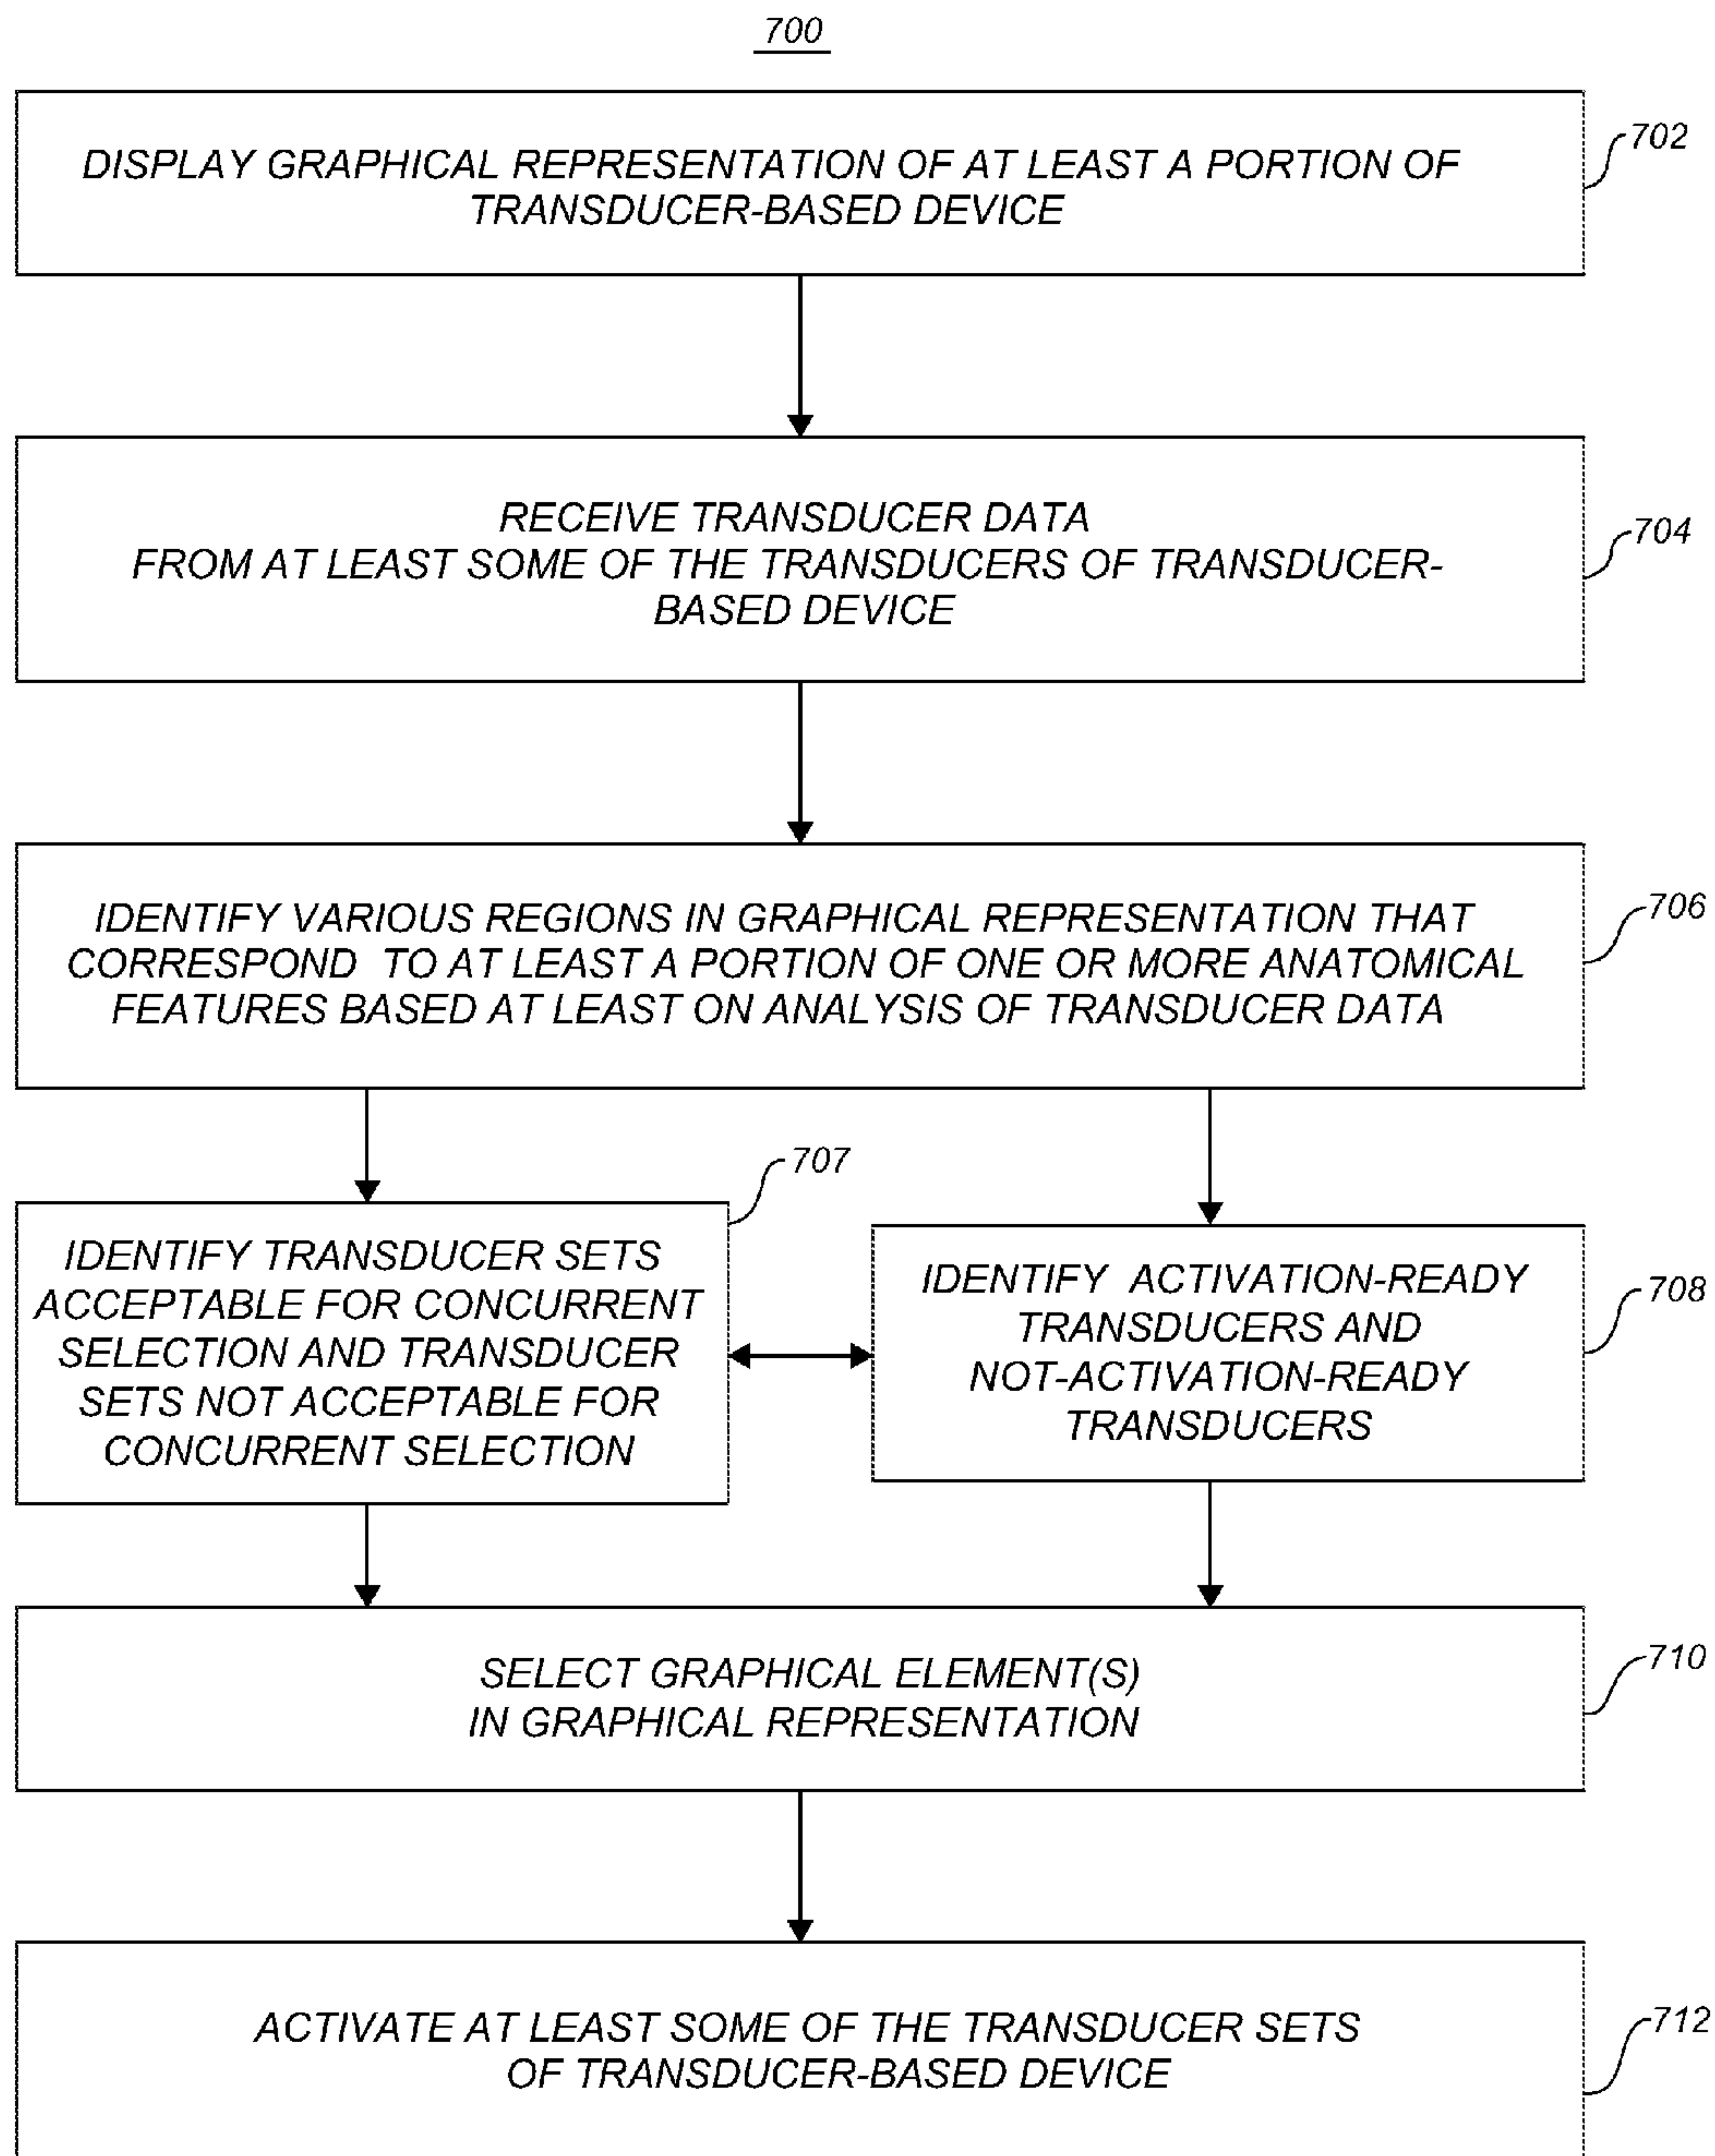 700
DISPLAY GRAPHICAL REPRESENTATION OF AT LEAST A PORTION OF
TRANSDUCER-BASED DEVICE
702
RECEIVE TRANSDUCER DATA
FROM AT LEAST SOME OF THE TRANSDUCERS OF TRANSDUCER-
BASED DEVICE
704
IDENTIFY VARIOUS REGIONS IN GRAPHICAL REPRESENTATION THAT
CORRESPOND TO AT LEAST A PORTION OF ONE OR MORE ANATOMICAL
FEATURES BASED AT LEAST ON ANALYSIS OF TRANSDUCER DATA
706
707
IDENTIFY TRANSDUCER SETS
ACCEPTABLE FOR CONCURRENT
SELECTION AND TRANSDUCER
SETS NOT ACCEPTABLE FOR
CONCURRENT SELECTION
IDENTIFY ACTIVATION-READY
TRANSDUCERS AND
NOT-ACTIVATION-READY
TRANSDUCERS
708
SELECT GRAPHICAL ELEMENT(S)
IN GRAPHICAL REPRESENTATION
710
ACTIVATE AT LEAST SOME OF THE TRANSDUCER SETS
OF TRANSDUCER-BASED DEVICE
712